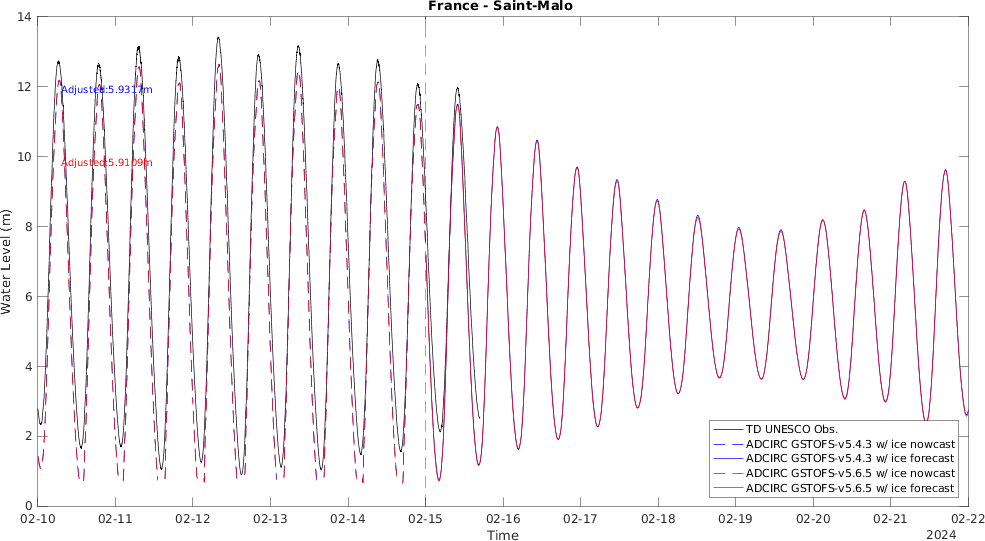 France - Saint-Malo
Water Level (m)
14
12
10
8
6
4
2
0
Adjusted:5.9317m
Adjusted:5.9109m
TD UNESCO Obs.
ADCIRC GSTOFS-v5.4.3 w/ ice nowcast
ADCIRC GSTOFS-v5.4.3 w/ ice forecast
ADCIRC GSTOFS-v5.6.5 w/ ice nowcast
ADCIRC GSTOFS-v5.6.5 w/ ice forecast
02-10 02-11 02-12 02-13 02-14 02-15 02-16 02-17 02-18 02-19 02-20 02-21 02-22
Time
2024